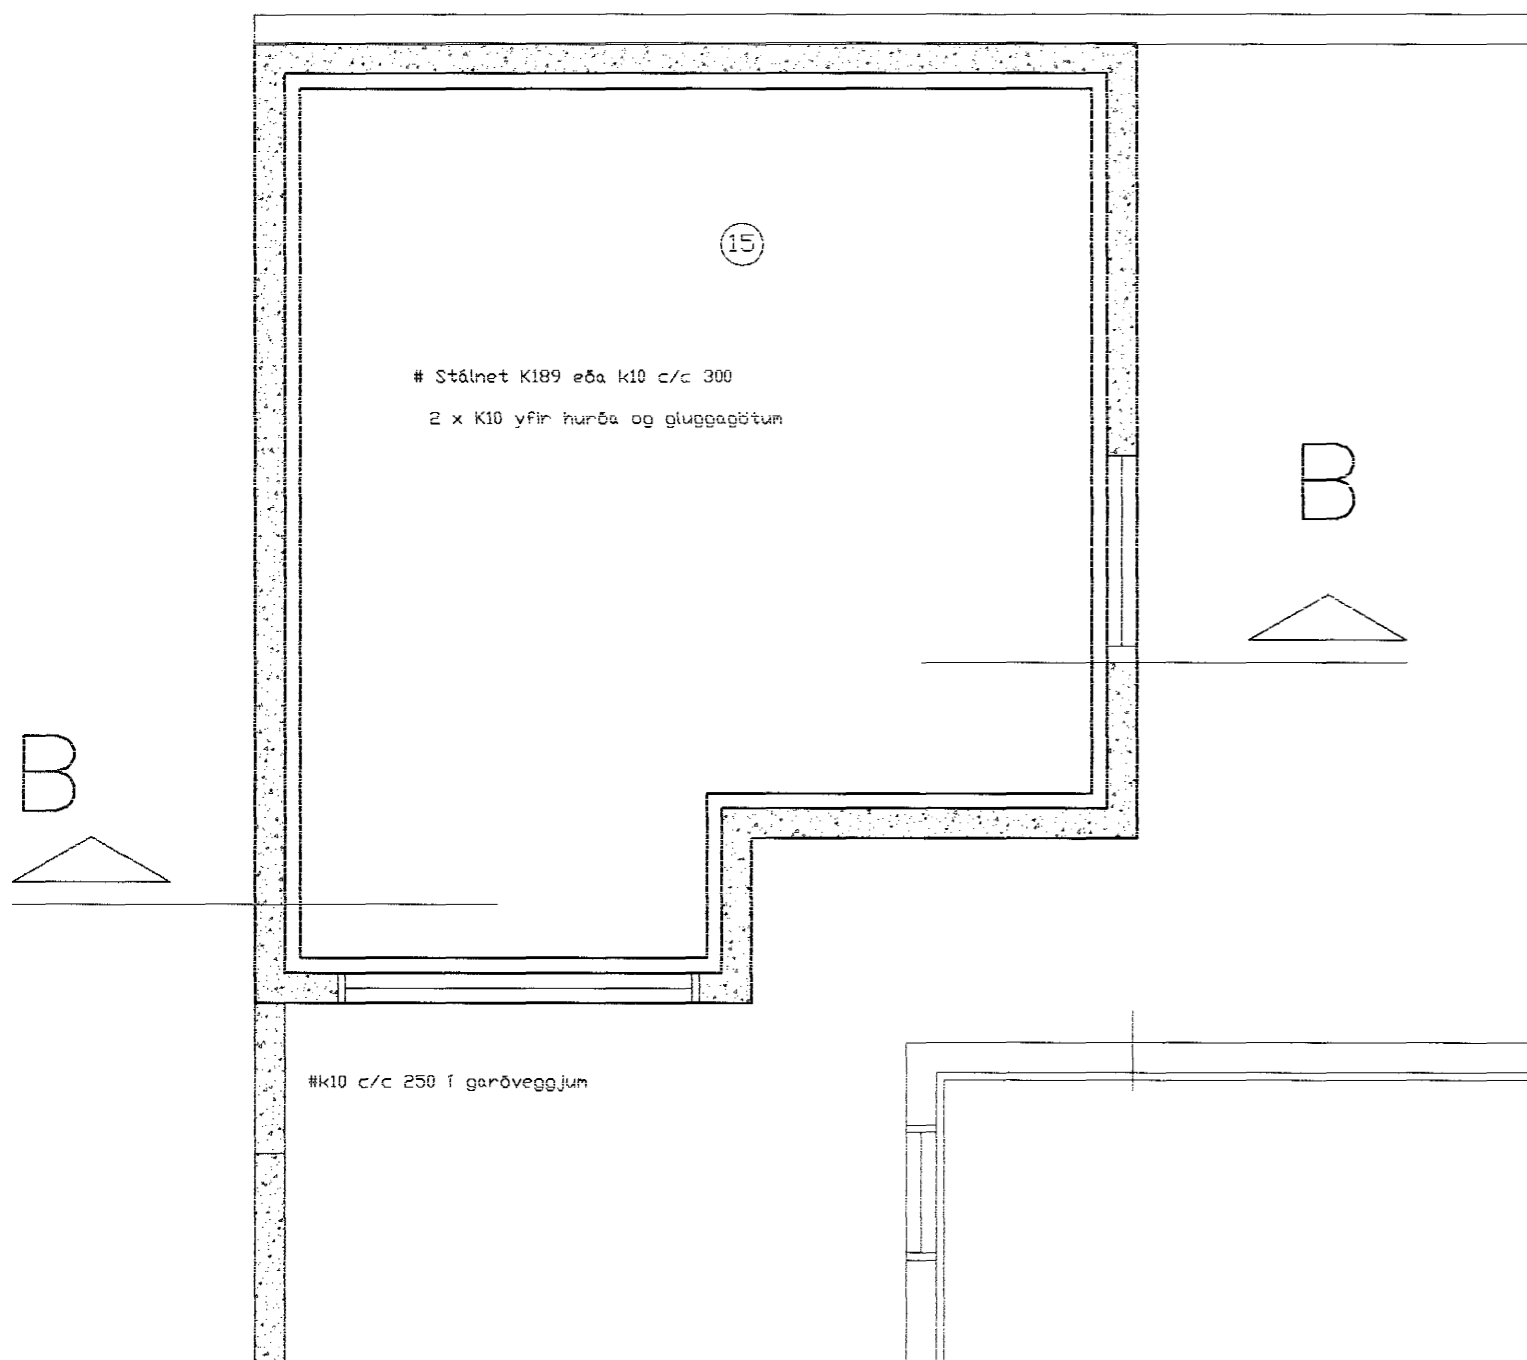 15
# Stálnet K189 eða k10 c/c 300
2 x K10 yfir hurða og gluggagötum
B
B
#k10 c/c 250 í garðveggjum